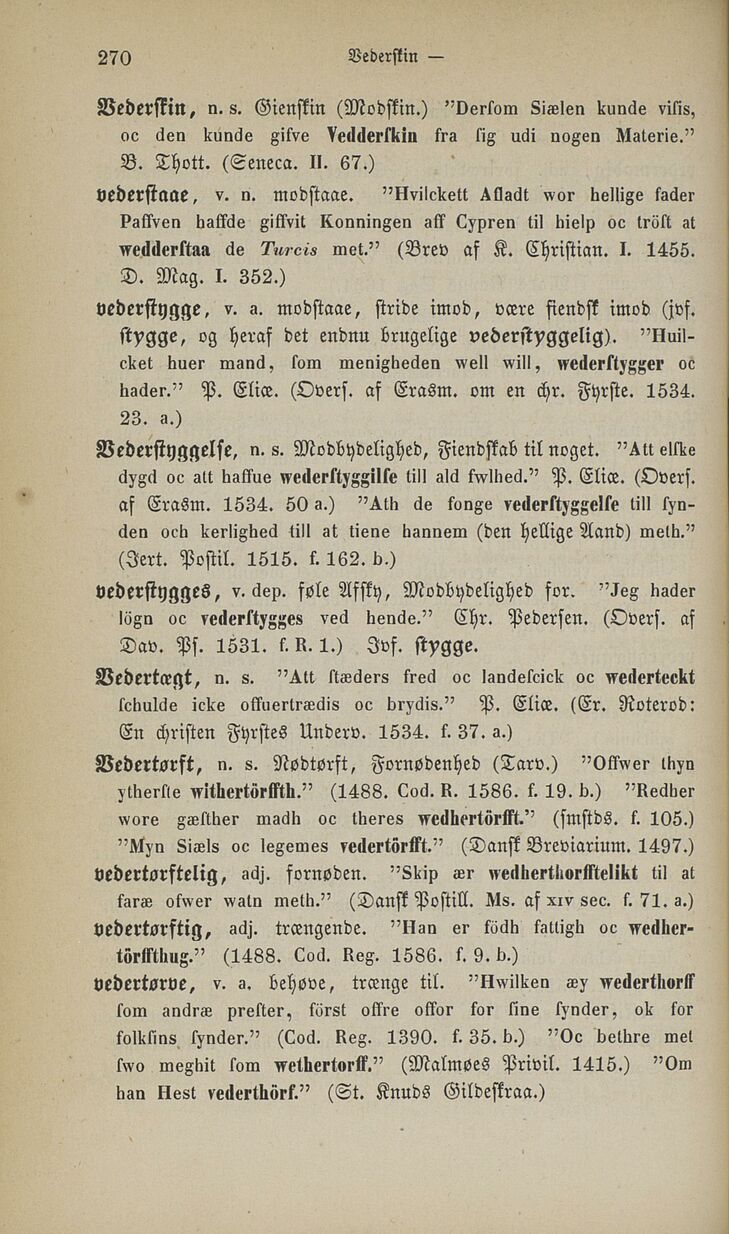 270 Vederskin —
Vederskin, n. s. Gienskin (Modskin.) ”Derſom Siælen kunde viſis,
oc den kunde gifve Vedderſkin fra ſig udi nogen Materie.”
B. Thott. (Seneca. II. 67.)
vederstaae, v. n. modstaae. ”Hvilckett Afladt wor hellige fader
Paffven haffde giffvit Konningen aff Cypren til hielp oc tröſt at
wedderſtaa de Turcis met.” (Brev af K. Christian. I. 1455.
D. Mag. I. 352.)
vederstygge, v. a. modstaae, stride imod, være fiendsk imod (jvf.
stygge, og heraf det endnu brugelige vederstyggelig). ”Huil-
cket huer mand, ſom menigheden well will, wederſtygger oc
hader.” P. Eliæ. (Overs. af Erasm. om en chr. Fyrste. 1534.
23. a.)
Vederstyggelse, n. s. Modbydelighed, Fiendskab til noget. ”Att elſke
dygd oc att haffue wederſtyggilſe till ald fwlhed.” P. Eliæ. (Overs.
af Erasm. 1534. 50 a.) ”Ath de fonge vederſtyggelſe till ſyn-
den och kerlighed till at tiene hannem (den hellige Aand) meth.”
(Jert. Postil. 1515. f. 162. b.)
vederstygges, v. dep. føle Afsky, Modbydelighed for. ”Jeg hader
lögn oc vederſtygges ved hende.” Chr. Pedersen. (Overs. af
Dav. Ps. 1531. f. R. 1.) Jvf. stygge.
Vedertægt, n. s. ”Att ſtæders fred oc landeſcick oc wederteckt
ſchulde icke offuertrædis oc brydis.” P. Eliæ. (Er. Roterod:
En christen Fyrstes Underv. 1534. f. 37. a.)
Vedertørft, n. s. Nødtørft, Fornødenhed (Tarv.) ”Offwer thyn
ytherſte withertörffth.” (1488. Cod. R. 1586. f. 19. b.) ”Redher
wore gæſther madh oc theres wedhertörfft.” (smstds. f. 105.)
”Myn Siæls oc legemes vedertörfft.” (Dansk Breviarium. 1497.)
vedertørftelig, adj. fornøden. ”Skip ær wedherthorfftelikt til at
faræ ofwer watn meth.” (Dansk Postill. Ms. af XIV sec. f. 71. a.)
vedertørftig, adj. trængende. ”Han er födh fatligh oc wedher-
törffthug.” (1488. Cod. Reg. 1586. f. 9. b.)
vedertørve, v. a. behøve, trænge til. ”Hwilken æy wederthorff
ſom andræ preſter, förſt offre offor for ſine ſynder, ok for
folkſins ſynder.” (Cod. Reg. 1390. f. 35. b.) ”Oc bethre met
ſwo meghit ſom wethertorff.” (Malmøes Privil. 1415.) ”Om
han Hest vederthörf.” (St. Knuds Gildeskraa.)